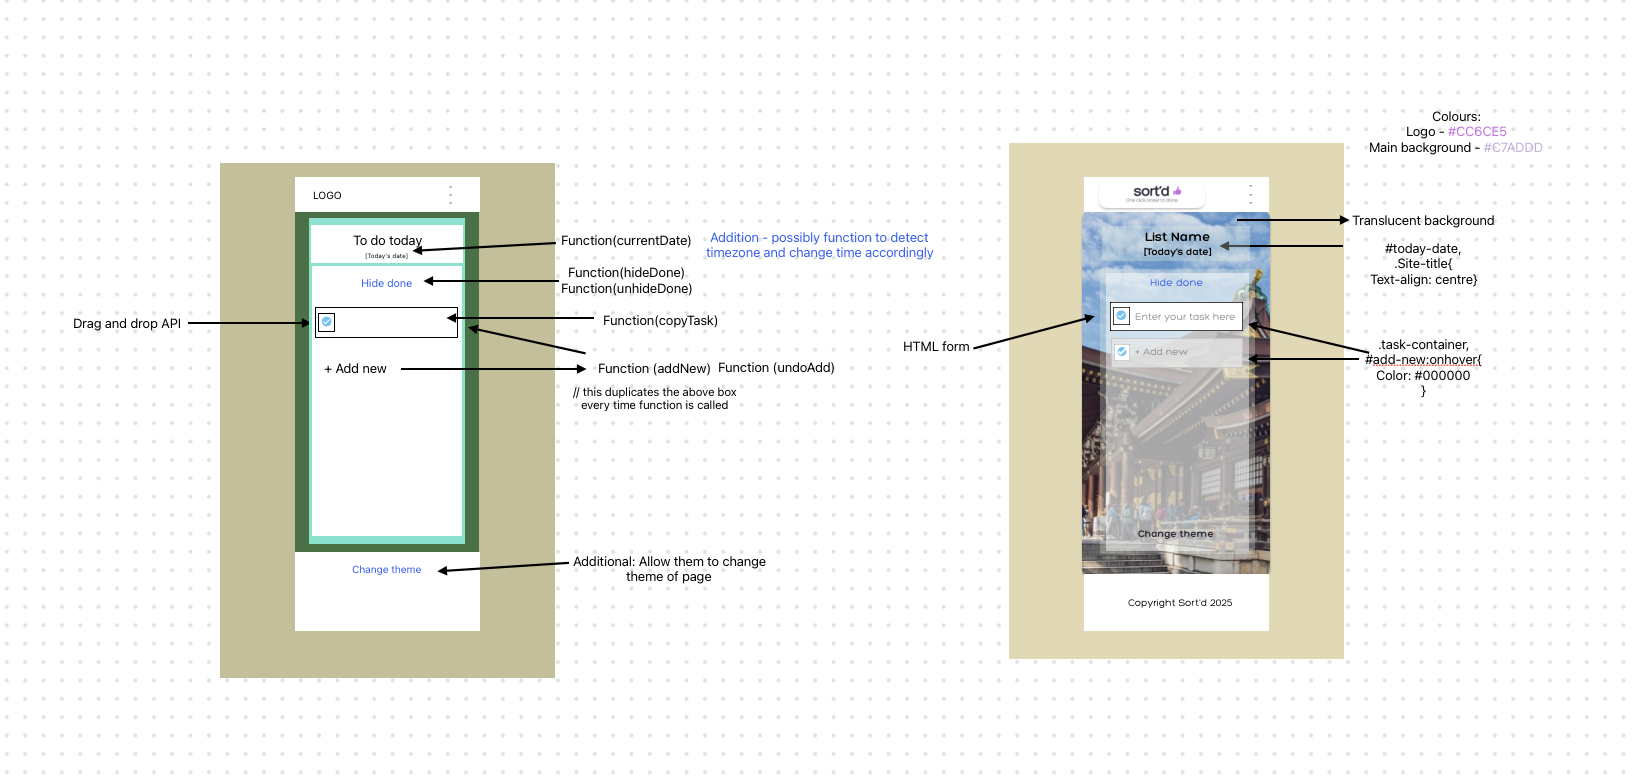 LOGO
To do today
[Today's date]
Hide done
+ Add new
Change theme
Drag and drop API
Function(currentDate)
Addition - possibly function to detect
timezone and change time accordingly
Function(hideDone)
Function(unhideDone)
Function(copyTask)
Function (addNew)
Function (undoAdd)
// this duplicates the above box
every time function is called
Additional: Allow them to change
theme of page
Colours:
Logo - #CC6CE5
Main background - #C7ADDD
sort'd
One click closer to done.
List Name
[Today's date]
Hide done
Enter your task here
+ Add new
Change theme
Copyright Sort'd 2025
HTML form
Translucent background
#today-date,
.Site-title{
Text-align: centre}
.task-container,
#add-new:onhover{
Color: #000000
}